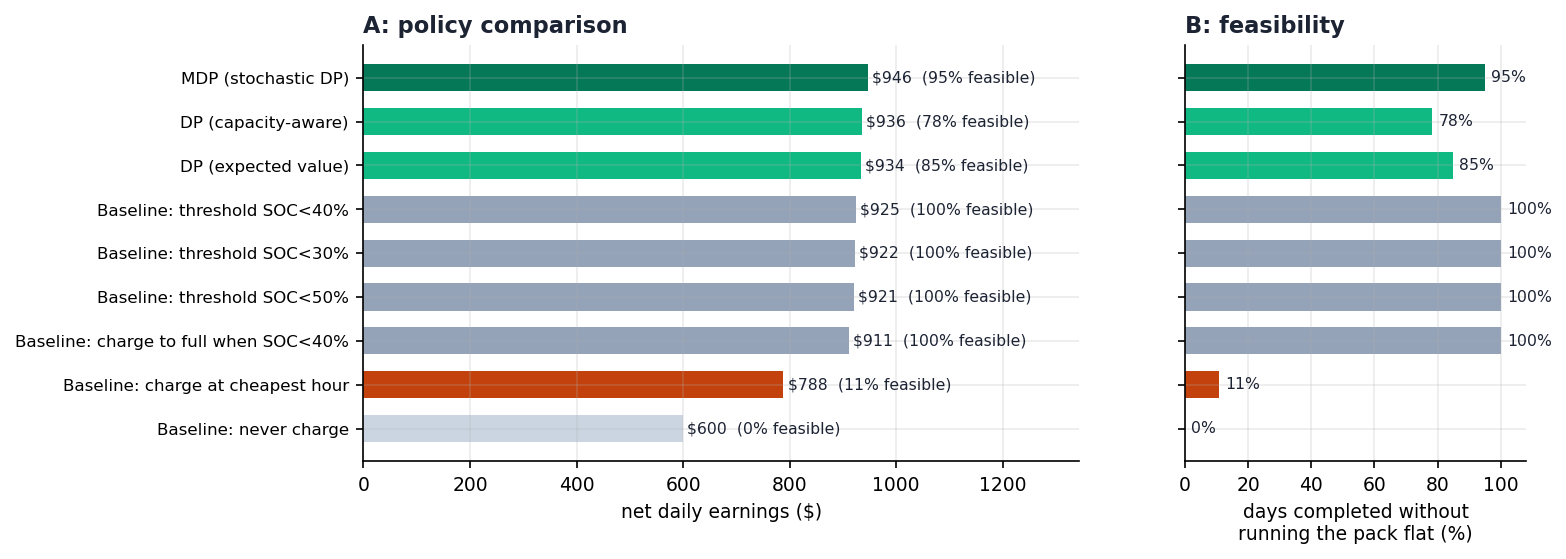 A: policy comparison
MDP (stochastic DP)
$946 (95% feasible)
DP (capacity-aware)
$936 (78% feasible)
DP (expected value)
$934 (85% feasible)
Baseline: threshold SOC<40%
$925 (100% feasible)
Baseline: threshold SOC<30%
$922 (100% feasible)
Baseline: threshold SOC<50%
$921 (100% feasible)
Baseline: charge to full when SOC<40%
$911 (100% feasible)
Baseline: charge at cheapest hour
$788 (11% feasible)
Baseline: never charge
$600 (0% feasible)
0 200 400 600 800 1000 1200
net daily earnings ($)
B: feasibility
95%
78%
85%
100%
100%
100%
100%
11%
0%
0 20 40 60 80 100
days completed without
running the pack flat (%)